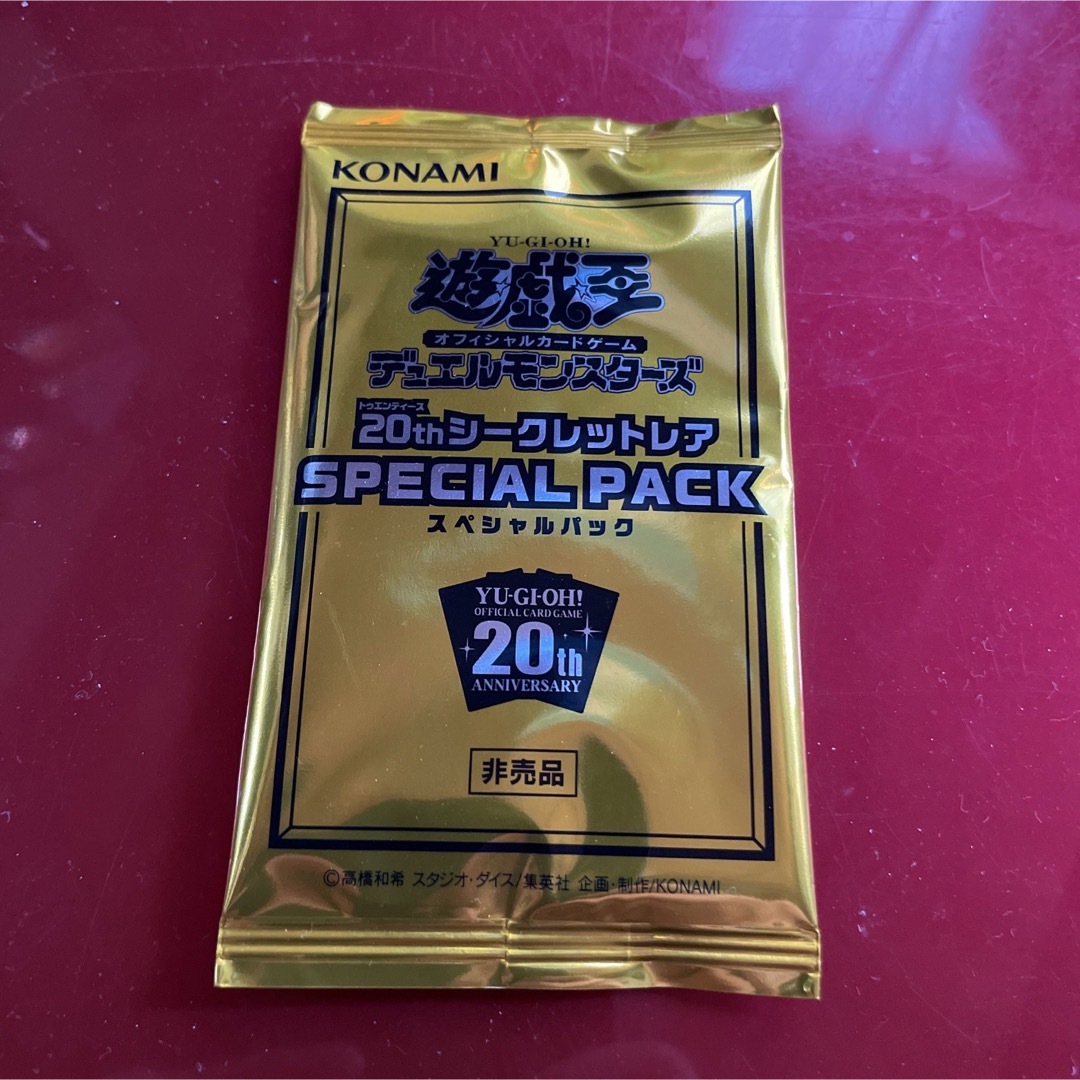 KONAMI
YU-GI-OH!
遊戯王
オフィシャルカードゲーム
デュエルモンスターズ
トゥエンティース
20thシークレットレア
SPECIAL PACK
スペシャルパック
YU-GI-OH!
OFFICIAL CARD GAME
20th
ANNIVERSARY
非売品
©高橋和希 スタジオ・ダイス/集英社 企画・制作/KONAMI